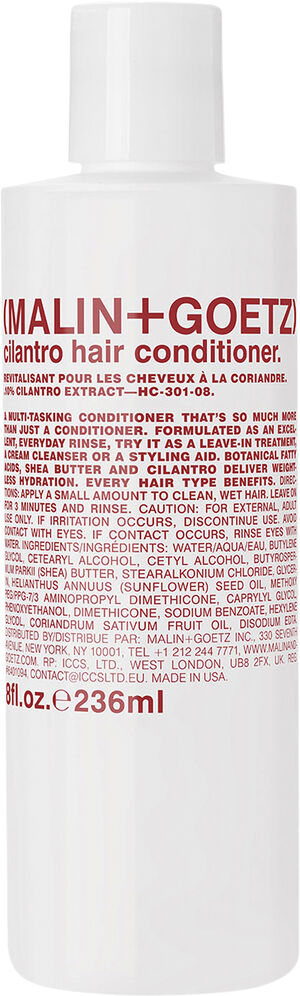 (MALIN+GOETZ)
cilantro hair conditioner.
REVITALISANT POUR LES CHEVEUX À LA CORIANDRE.
.10% CILANTRO EXTRACT—HC-301-08.
A MULTI-TASKING CONDITIONER THAT'S SO MUCH MORE
THAN JUST A CONDITIONER. FORMULATED AS AN EXCEL-
LENT, EVERYDAY RINSE, TRY IT AS A LEAVE-IN TREATMENT,
A CREAM CLEANSER OR A STYLING AID. BOTANICAL FATTY
ACIDS, SHEA BUTTER AND CILANTRO DELIVER WEIGHT-
LESS HYDRATION. EVERY HAIR TYPE BENEFITS. DIREC-
TIONS: APPLY A SMALL AMOUNT TO CLEAN, WET HAIR. LEAVE ON
FOR 3 MINUTES AND RINSE. CAUTION: FOR EXTERNAL, ADULT
USE ONLY. IF IRRITATION OCCURS, DISCONTINUE USE. AVOID
CONTACT WITH EYES. IF CONTACT OCCURS, RINSE EYES WITH
WATER. INGREDIENTS/INGRÉDIENTS: WATER/AQUA/EAU, BUTYLENE
GLYCOL, CETEARYL ALCOHOL, CETYL ALCOHOL, BUTYROSPER-
MUM PARKII (SHEA) BUTTER, STEARALKONIUM CHLORIDE, GLYCER-
IN, HELIANTHUS ANNUUS (SUNFLOWER) SEED OIL, METHOXY
PEG/PPG-7/3 AMINOPROPYL DIMETHICONE, CAPRYLYL GLYCOL,
PHENOXYETHANOL, DIMETHICONE, SODIUM BENZOATE, HEXYLENE
GLYCOL, CORIANDRUM SATIVUM FRUIT OIL, DISODIUM EDTA.
DISTRIBUTED BY/DISTRIBUE PAR: MALIN+GOETZ INC., 330 SEVENTH
AVENUE, NEW YORK, NY 10001, TEL +1 212 244 7771, WWW.MALINAND-
GOETZ.COM. RP: ICCS, LTD., WEST LONDON, UB8 2FX, UK, REG.
#6401094, CONTACT@ICCSLTD.EU. MADE IN USA.
8fl.oz.℮236ml